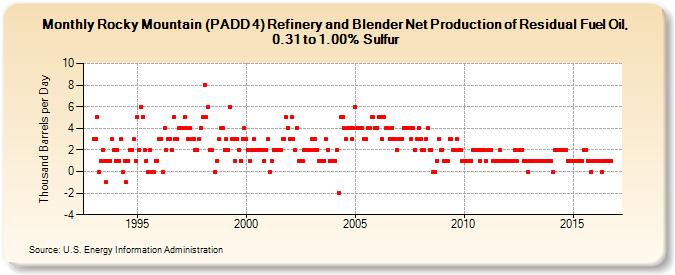 Monthly Rocky Mountain (PADD 4) Refinery and Blender Net Production of Residual Fuel Oil,
0.31 to 1.00% Sulfur
Thousand Barrels per Day
10
8
6
4
2
0
-2
-4
1995 2000 2005 2010 2015
Source: U.S. Energy Information Administration